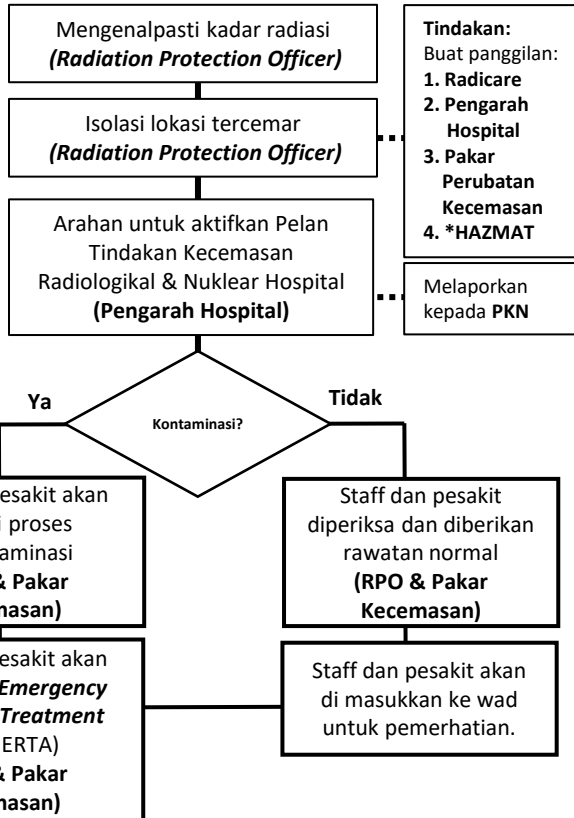 Mengenalpasti kadar radiasi
(Radiation Protection Officer)
Isolasi lokasi tercemar
(Radiation Protection Officer)
Tindakan:
Buat panggilan:
1. Radicare
2. Pengarah
Hospital
3. Pakar
Perubatan
Kecemasan
4. *HAZMAT
Arahan untuk aktifkan Pelan
Tindakan Kecemasan
Radiologikal & Nuklear Hospital
(Pengarah Hospital)
Melaporkan
kepada PKN
Ya
Kontaminasi?
Tidak
esakit akan
i proses
aminasi
& Pakar
masan)
Staff dan pesakit
diperiksa dan diberikan
rawatan normal
(RPO & Pakar
Kecemasan)
esakit akan
Emergency
Treatment
ERTA)
& Pakar
masan)
Staff dan pesakit akan
di masukkan ke wad
untuk pemerhatian.